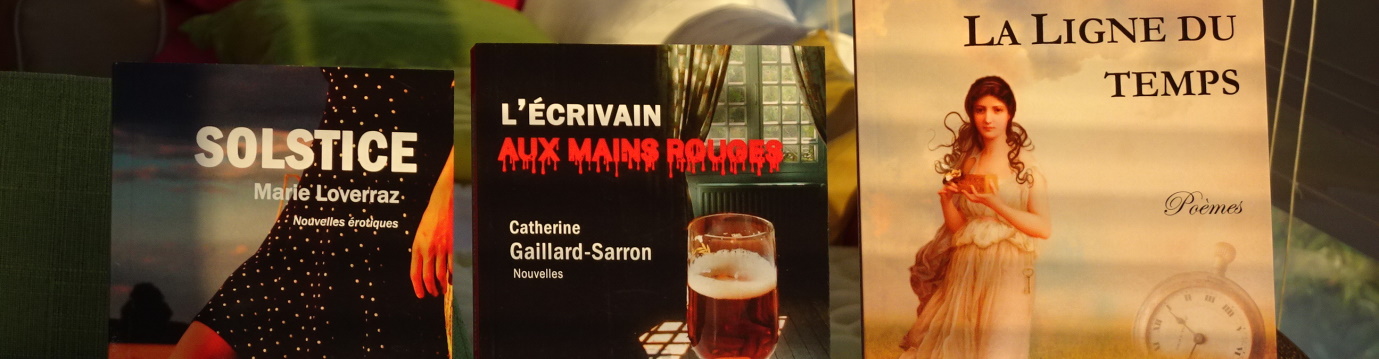 SOLSTICE
Marie Loverraz
Nouvelles érotiques
L'ÉCRIVAIN
AUX MAINS ROUGES
Catherine
Gaillard-Sarron
Nouvelles
LA LIGNE DU
TEMPS
Poèmes